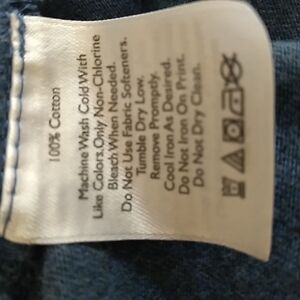 100% Cotton
Machine Wash Cold With
Like Colors.Only Non-Chlorine
Bleach When Needed.
Do Not Use Fabric Softeners.
Tumble Dry Low.
Remove Promptly.
Cool Iron As Desired.
Do Not Iron On Print.
Do Not Dry Clean.